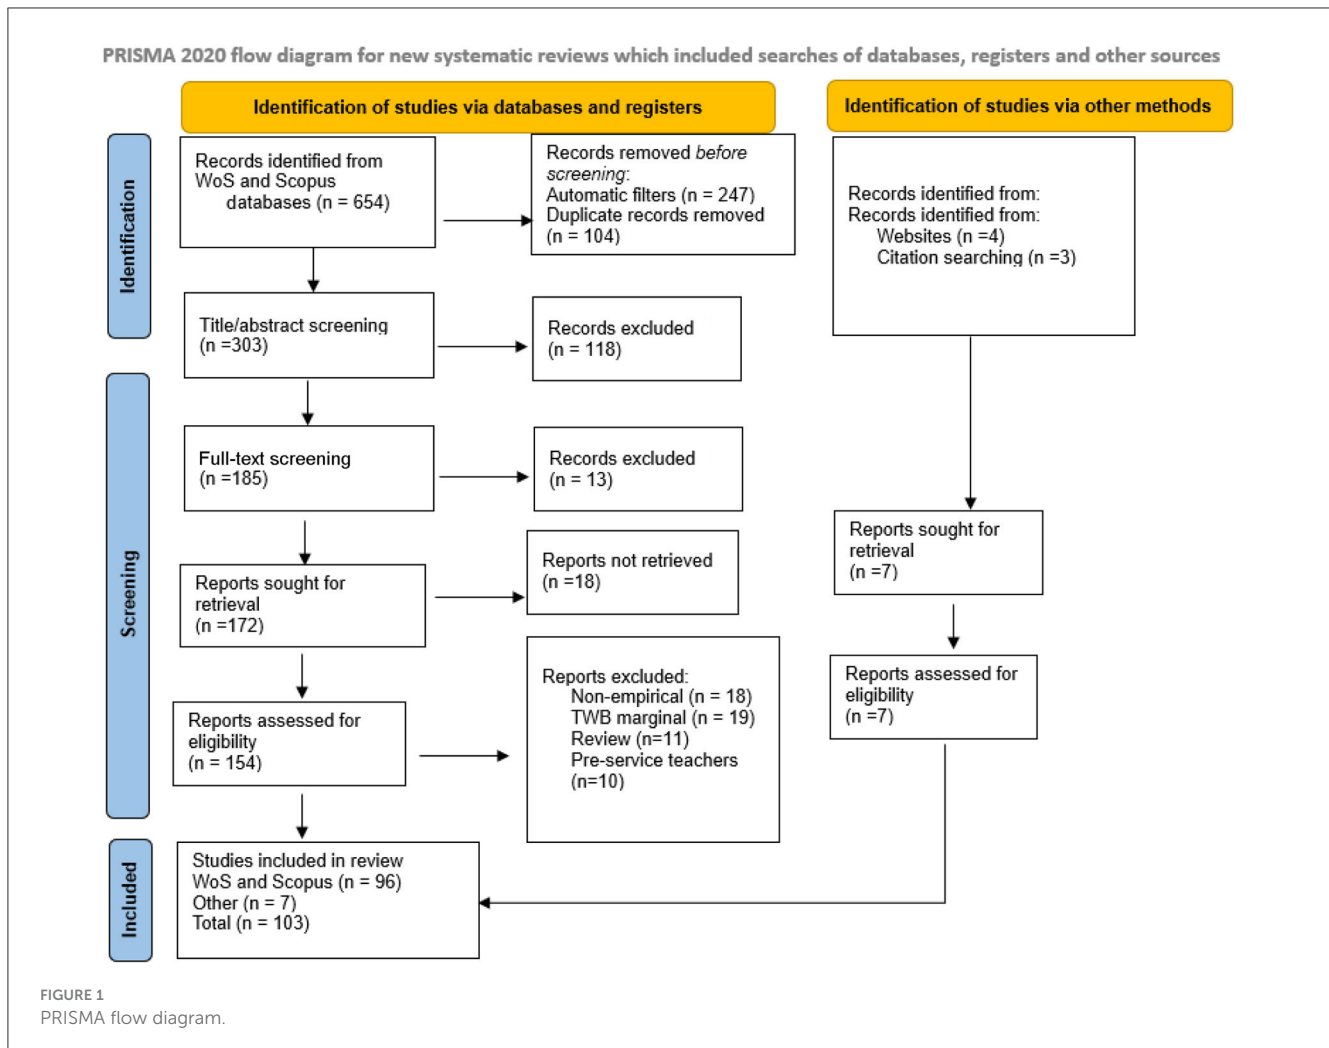 PRISMA 2020 flow diagram for new systematic reviews which included searches of databases, registers and other sources
Identification of studies via databases and registers
Identification of studies via other methods
Identification
Records identified from
WoS and Scopus
databases (n = 654)
Records removed before
screening:
Automatic filters (n = 247)
Duplicate records removed
(n = 104)
Records identified from:
Records identified from:
Websites (n =4)
Citation searching (n =3)
Title/abstract screening
(n =303)
Records excluded
(n = 118)
Screening
Full-text screening
(n =185)
Records excluded
(n = 13)
Reports sought for
retrieval
(n =172)
Reports not retrieved
(n =18)
Reports sought for
retrieval
(n =7)
Reports assessed for
eligibility
(n = 154)
Reports excluded:
Non-empirical (n = 18)
TWB marginal (n = 19)
Review (n=11)
Pre-service teachers
(n=10)
Reports assessed for
eligibility
(n =7)
Included
Studies included in review
WoS and Scopus (n = 96)
Other (n = 7)
Total (n = 103)
FIGURE 1
PRISMA flow diagram.